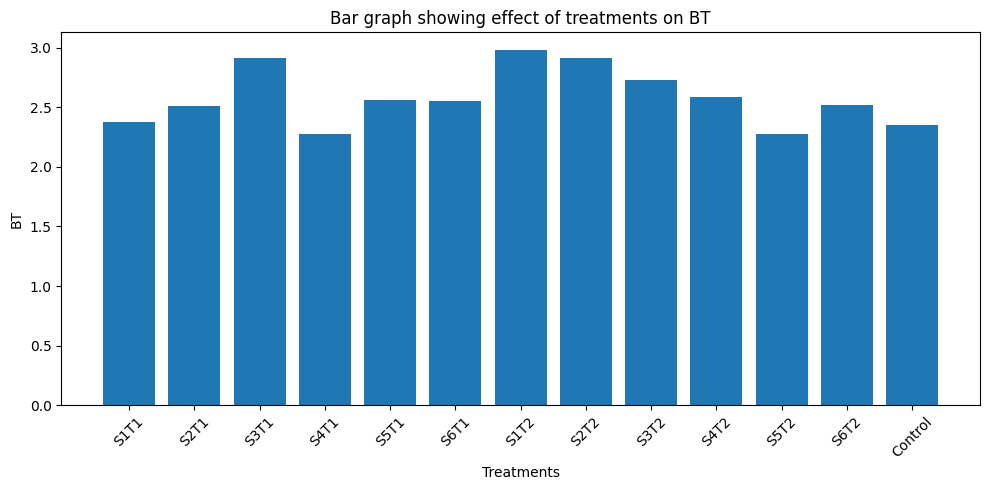 Bar graph showing effect of treatments on BT
3.0
2.5
2.0
1.5
1.0
0.5
0.0
BT
S1T1 S2T1 S3T1 S4T1 S5T1 S6T1 S1T2 S2T2 S3T2 S4T2 S5T2 S6T2 Control
Treatments